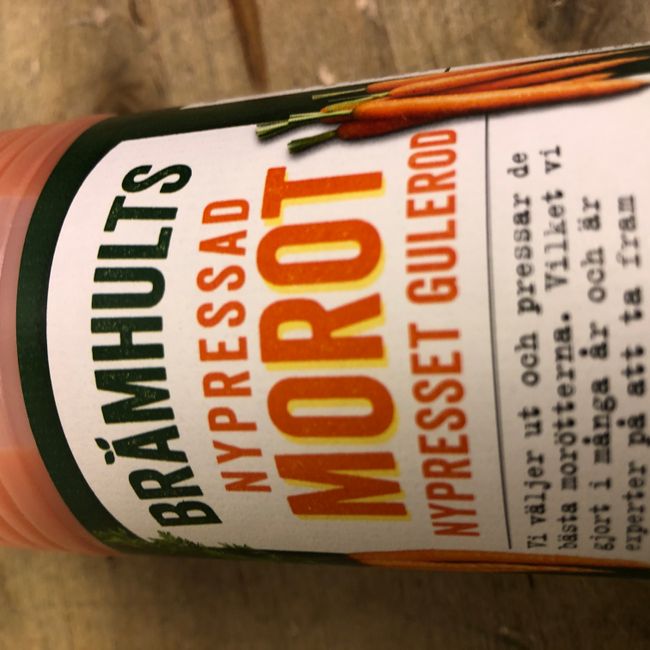 BRÄMHULTS
NYPRESSAD
MOROT
NYPRESSET GULEROD
Vi väljer ut och pressar de
bästa morötterna. Vilket vi
gjort i många år och är
experter på att ta fram